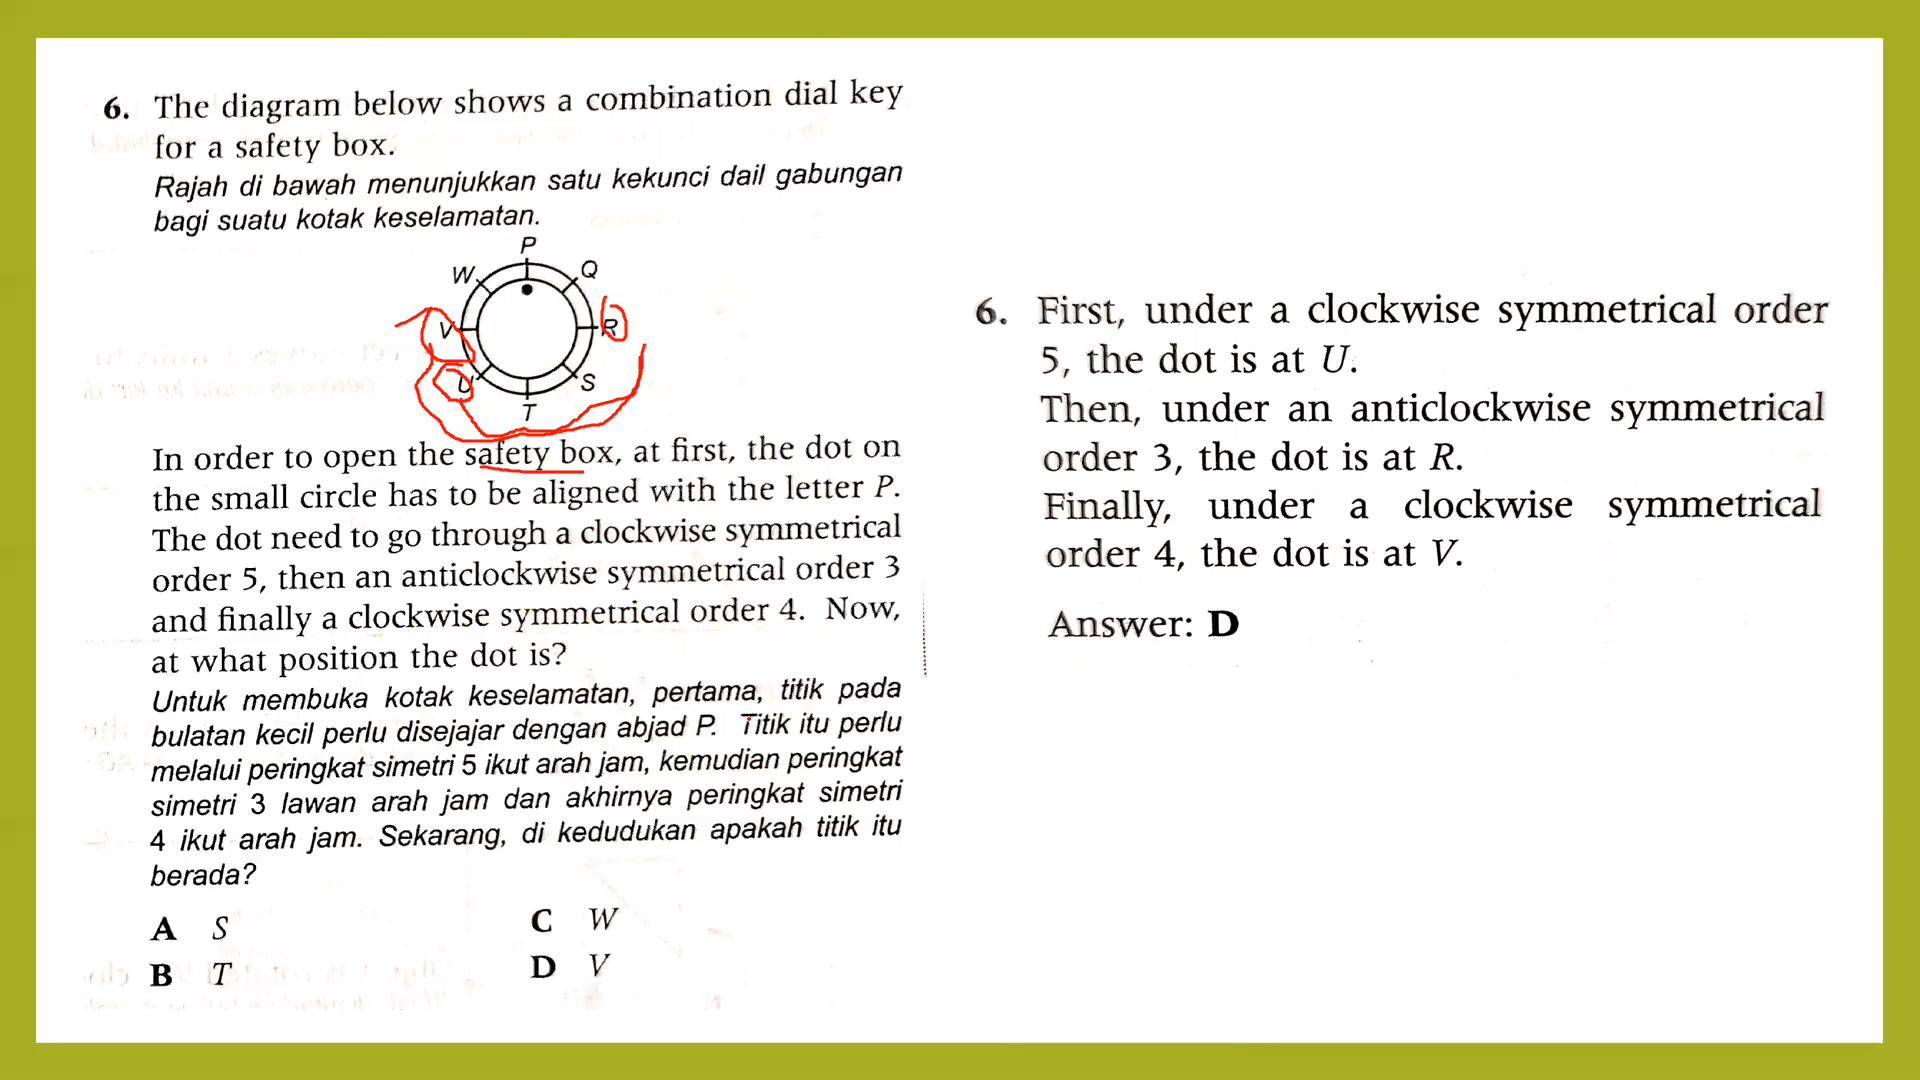 6. The diagram below shows a combination dial key
for a safety box.
Rajah di bawah menunjukkan satu kekunci dail gabungan
bagi suatu kotak keselamatan.
P
W Q
V R
U S
T
In order to open the safety box, at first, the dot on
the small circle has to be aligned with the letter P.
The dot need to go through a clockwise symmetrical
order 5, then an anticlockwise symmetrical order 3
and finally a clockwise symmetrical order 4. Now,
at what position the dot is?
Untuk membuka kotak keselamatan, pertama, titik pada
bulatan kecil perlu disejajar dengan abjad P. Titik itu perlu
melalui peringkat simetri 5 ikut arah jam, kemudian peringkat
simetri 3 lawan arah jam dan akhirnya peringkat simetri
4 ikut arah jam. Sekarang, di kedudukan apakah titik itu
berada?
A S C W
B T D V
6. First, under a clockwise symmetrical order
5, the dot is at U.
Then, under an anticlockwise symmetrical
order 3, the dot is at R.
Finally, under a clockwise symmetrical
order 4, the dot is at V.
Answer: D